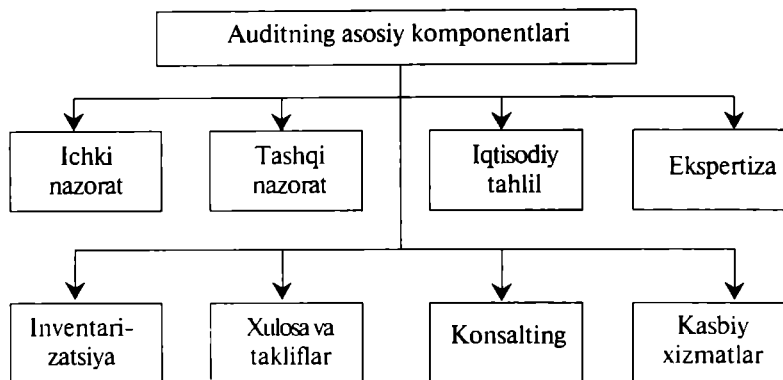 Auditning asosiy komponentlari
Ichki
nazorat
Tashqi
nazorat
Iqtisodiy
tahlil
Ekspertiza
Inventari-
zatsiya
Xulosa va
takliflar
Konsalting
Kasbiy
xizmatlar